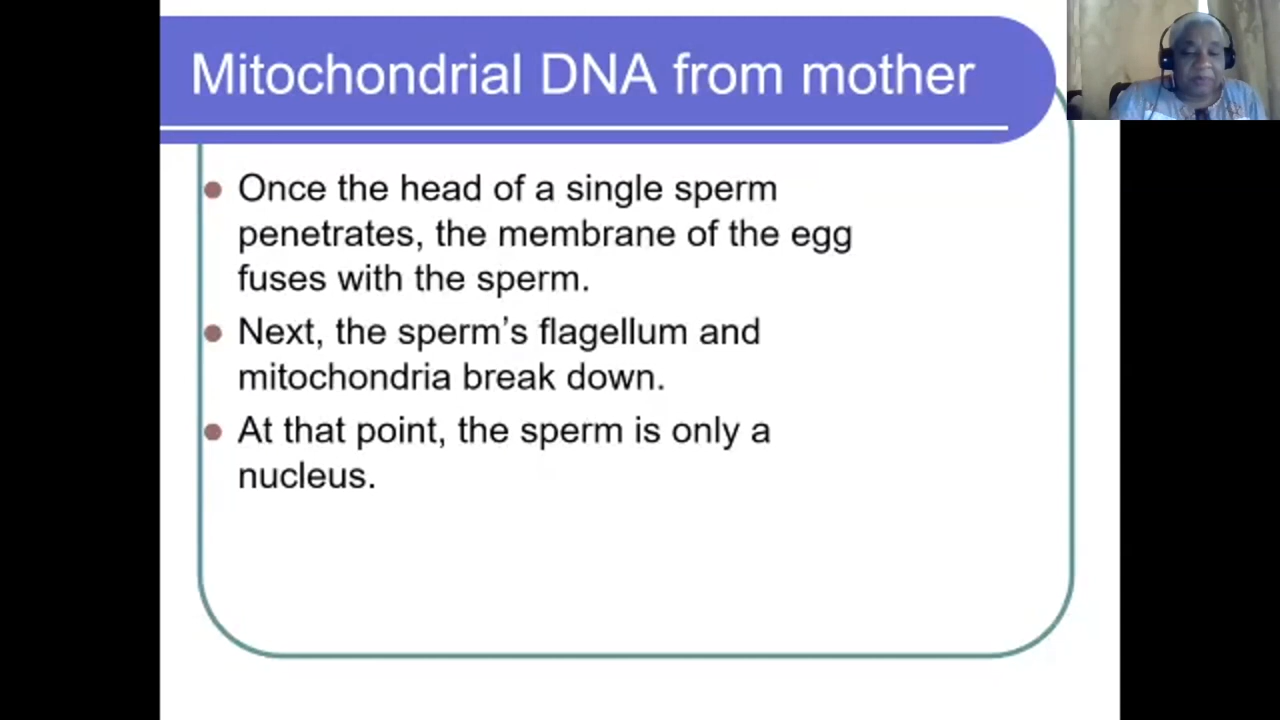 Mitochondrial DNA from mother
Once the head of a single sperm
penetrates, the membrane of the egg
fuses with the sperm.
Next, the sperm’s flagellum and
mitochondria break down.
At that point, the sperm is only a
nucleus.